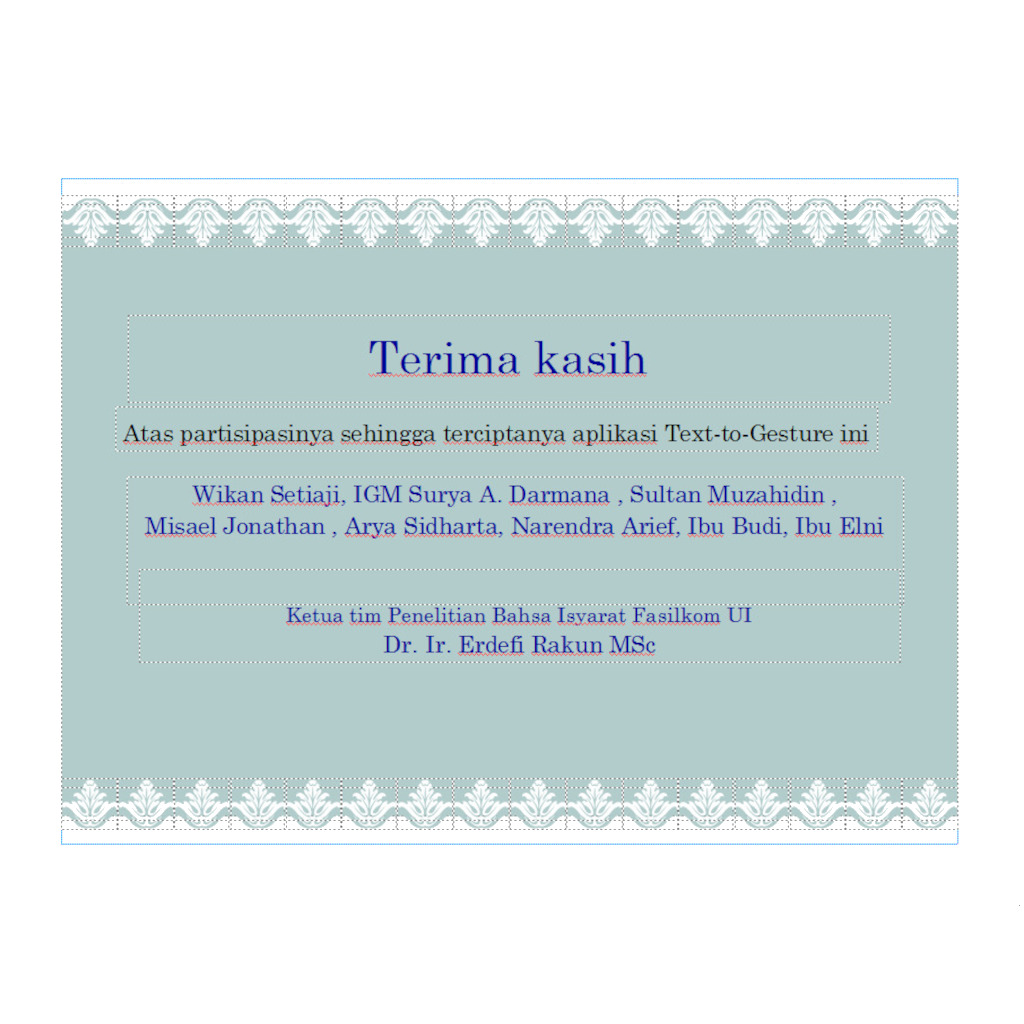 Terima kasih
Atas partisipasinya sehingga terciptanya aplikasi Text-to-Gesture ini
Wikan Setiaji, IGM Surya A. Darmana , Sultan Muzahidin ,
Misael Jonathan , Arya Sidharta, Narendra Arief, Ibu Budi, Ibu Elni
Ketua tim Penelitian Bahsa Isyarat Fasilkom UI
Dr. Ir. Erdefi Rakun MSc